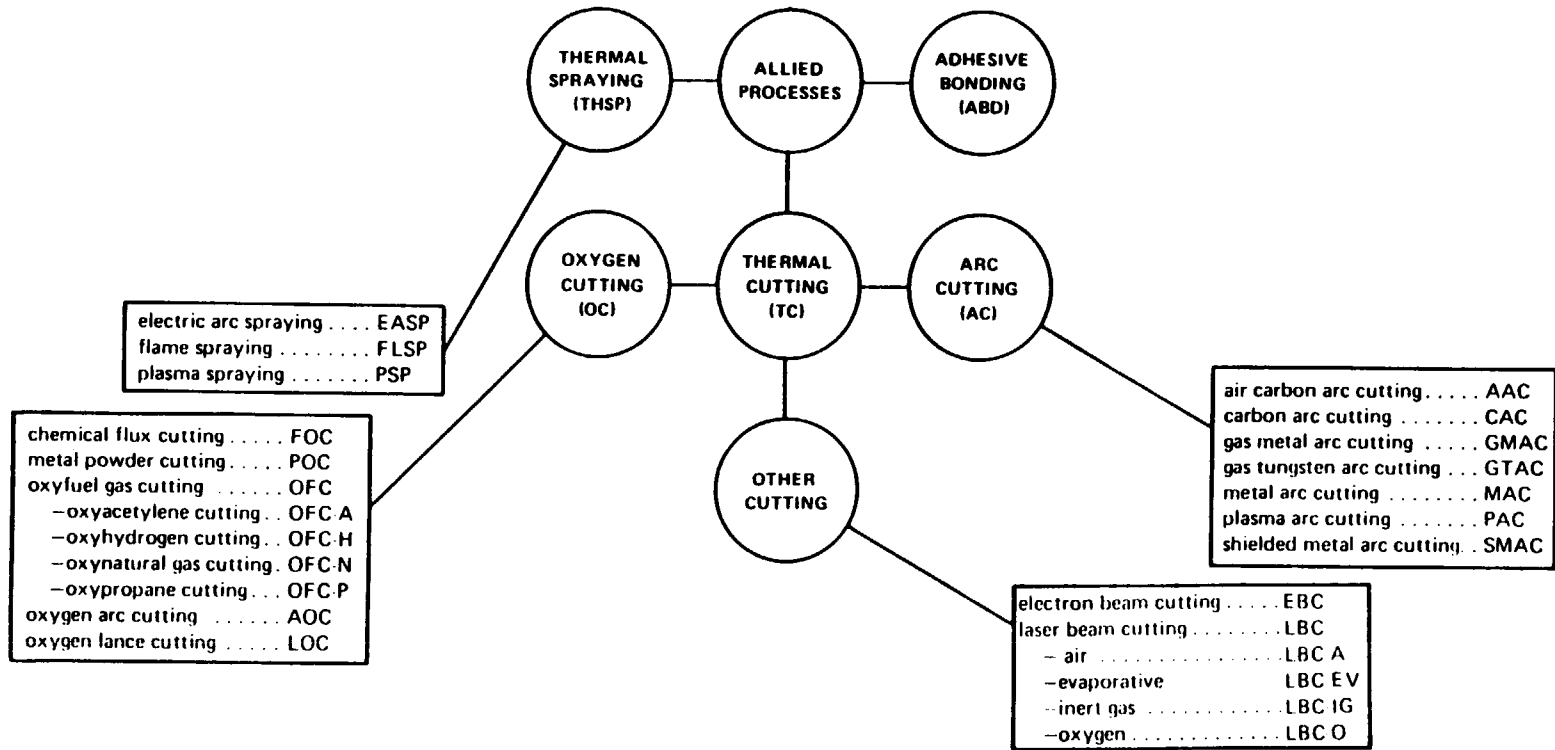 THERMAL
SPRAYING
(THSP)
ALLIED
PROCESSES
ADHESIVE
BONDING
(ABD)
OXYGEN
CUTTING
(OC)
THERMAL
CUTTING
(TC)
ARC
CUTTING
(AC)
OTHER
CUTTING
electric arc spraying . . . . EASP
flame spraying . . . . . . . . FLSP
plasma spraying . . . . . . . PSP
chemical flux cutting . . . . . FOC
metal powder cutting . . . . . POC
oxyfuel gas cutting . . . . . . OFC
–oxyacetylene cutting . . OFC-A
–oxyhydrogen cutting . . OFC-H
–oxynatural gas cutting . OFC-N
–oxypropane cutting . . . OFC-P
oxygen arc cutting . . . . . . AOC
oxygen lance cutting . . . . . LOC
air carbon arc cutting . . . . . AAC
carbon arc cutting . . . . . . . CAC
gas metal arc cutting . . . . GMAC
gas tungsten arc cutting . . . GTAC
metal arc cutting . . . . . . . . MAC
plasma arc cutting . . . . . . . PAC
shielded metal arc cutting . . SMAC
electron beam cutting . . . . . EBC
laser beam cutting . . . . . . . . LBC
– air . . . . . . . . . . . . . . . LBC A
–evaporative LBC EV
–inert gas . . . . . . . . . . . . LBC IG
–oxygen . . . . . . . . . . . . . LBC O